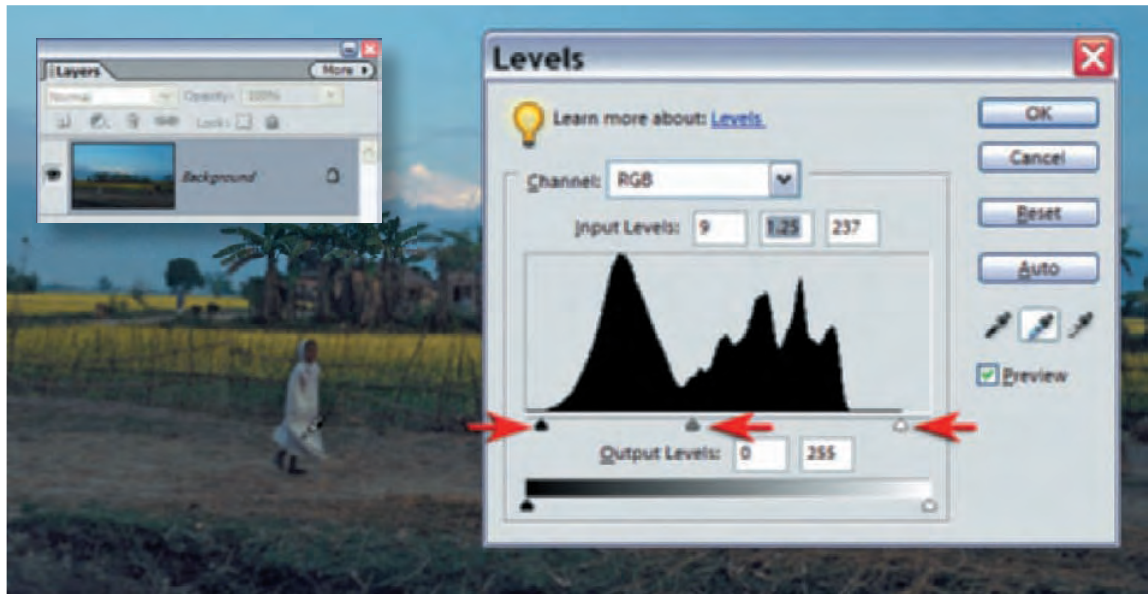 Layers
More
Normal
Opacity: 100%
Lock:
Background
Levels
Learn more about: Levels
Channel: RGB
Input Levels: 9 1.25 237
Output Levels: 0 255
OK
Cancel
Reset
Auto
Preview